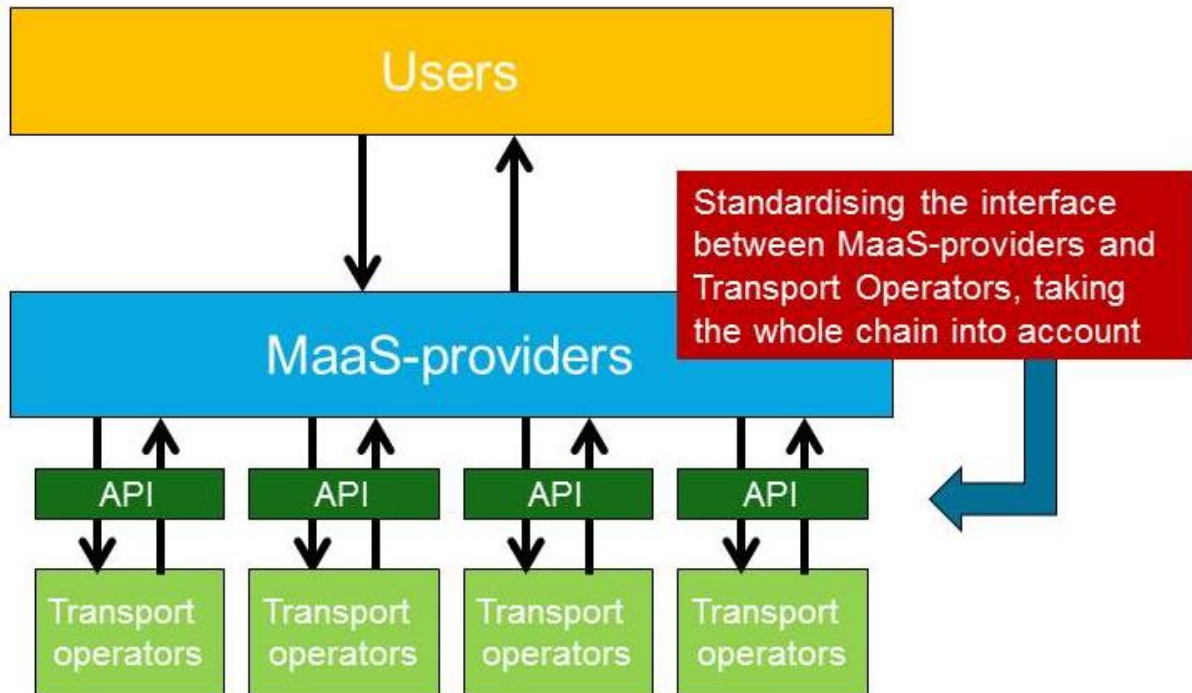 Users
Standardising the interface
between MaaS-providers and
Transport Operators, taking
the whole chain into account
MaaS-providers
API
API
API
API
Transport
operators
Transport
operators
Transport
operators
Transport
operators